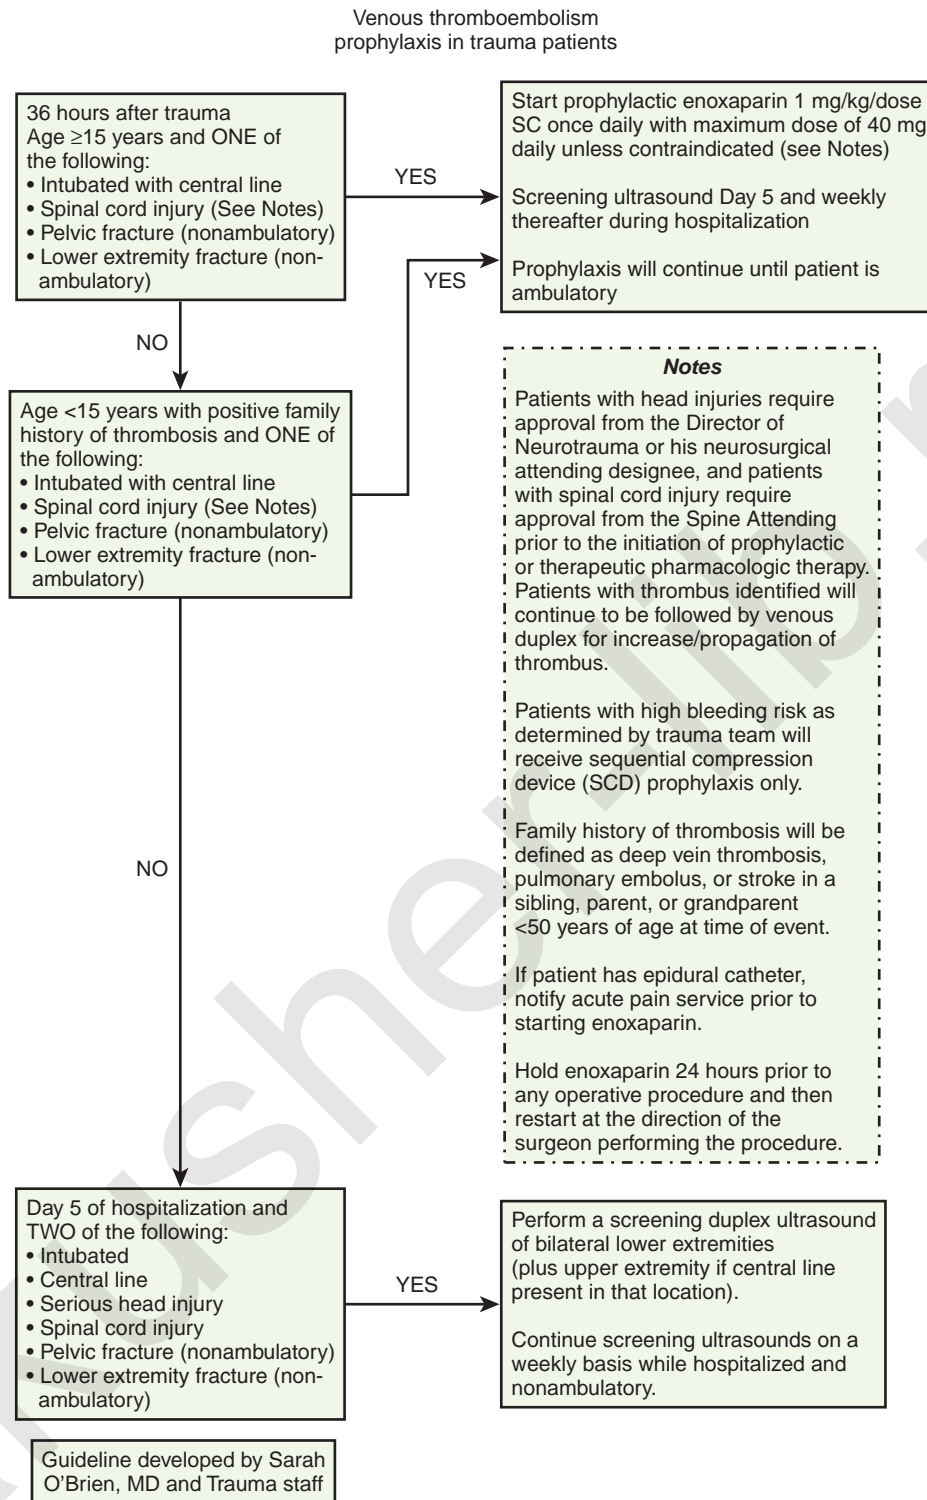 Venous thromboembolism
prophylaxis in trauma patients
36 hours after trauma
Age ≥15 years and ONE of
the following:
• Intubated with central line
• Spinal cord injury (See Notes)
• Pelvic fracture (nonambulatory)
• Lower extremity fracture (non-
ambulatory)
YES
Start prophylactic enoxaparin 1 mg/kg/dose
SC once daily with maximum dose of 40 mg
daily unless contraindicated (see Notes)
Screening ultrasound Day 5 and weekly
thereafter during hospitalization
Prophylaxis will continue until patient is
ambulatory
YES
NO
Age <15 years with positive family
history of thrombosis and ONE of
the following:
• Intubated with central line
• Spinal cord injury (See Notes)
• Pelvic fracture (nonambulatory)
• Lower extremity fracture (non-
ambulatory)
Notes
Patients with head injuries require
approval from the Director of
Neurotrauma or his neurosurgical
attending designee, and patients
with spinal cord injury require
approval from the Spine Attending
prior to the initiation of prophylactic
or therapeutic pharmacologic therapy.
Patients with thrombus identified will
continue to be followed by venous
duplex for increase/propagation of
thrombus.
Patients with high bleeding risk as
determined by trauma team will
receive sequential compression
device (SCD) prophylaxis only.
Family history of thrombosis will be
defined as deep vein thrombosis,
pulmonary embolus, or stroke in a
sibling, parent, or grandparent
<50 years of age at time of event.
If patient has epidural catheter,
notify acute pain service prior to
starting enoxaparin.
Hold enoxaparin 24 hours prior to
any operative procedure and then
restart at the direction of the
surgeon performing the procedure.
NO
Day 5 of hospitalization and
TWO of the following:
• Intubated
• Central line
• Serious head injury
• Spinal cord injury
• Pelvic fracture (nonambulatory)
• Lower extremity fracture (non-
ambulatory)
YES
Perform a screening duplex ultrasound
of bilateral lower extremities
(plus upper extremity if central line
present in that location).
Continue screening ultrasounds on a
weekly basis while hospitalized and
nonambulatory.
Guideline developed by Sarah
O'Brien, MD and Trauma staff